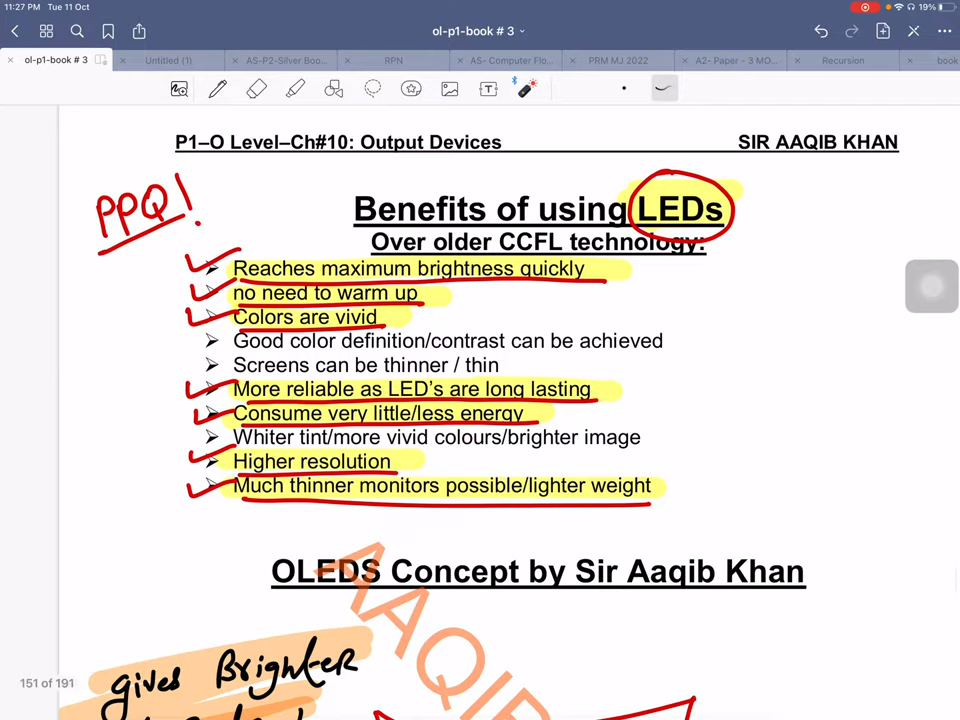 11:27 PM Tue 11 Oct
19%
ol-p1-book # 3
ol-p1-book # 3
Untitled (1)
AS-P2-Silver Boo...
RPN
AS- Computer Flo...
PRM MJ 2022
A2- Paper - 3 MO...
Recursion
book
P1–O Level–Ch#10: Output Devices SIR AAQIB KHAN
PPQ!
Benefits of using LEDs
Over older CCFL technology:
Reaches maximum brightness quickly
no need to warm up
Colors are vivid
Good color definition/contrast can be achieved
Screens can be thinner / thin
More reliable as LED's are long lasting
Consume very little/less energy
Whiter tint/more vivid colours/brighter image
Higher resolution
Much thinner monitors possible/lighter weight
OLEDS Concept by Sir Aaqib Khan
AAQIB
gives Brighter
151 of 191